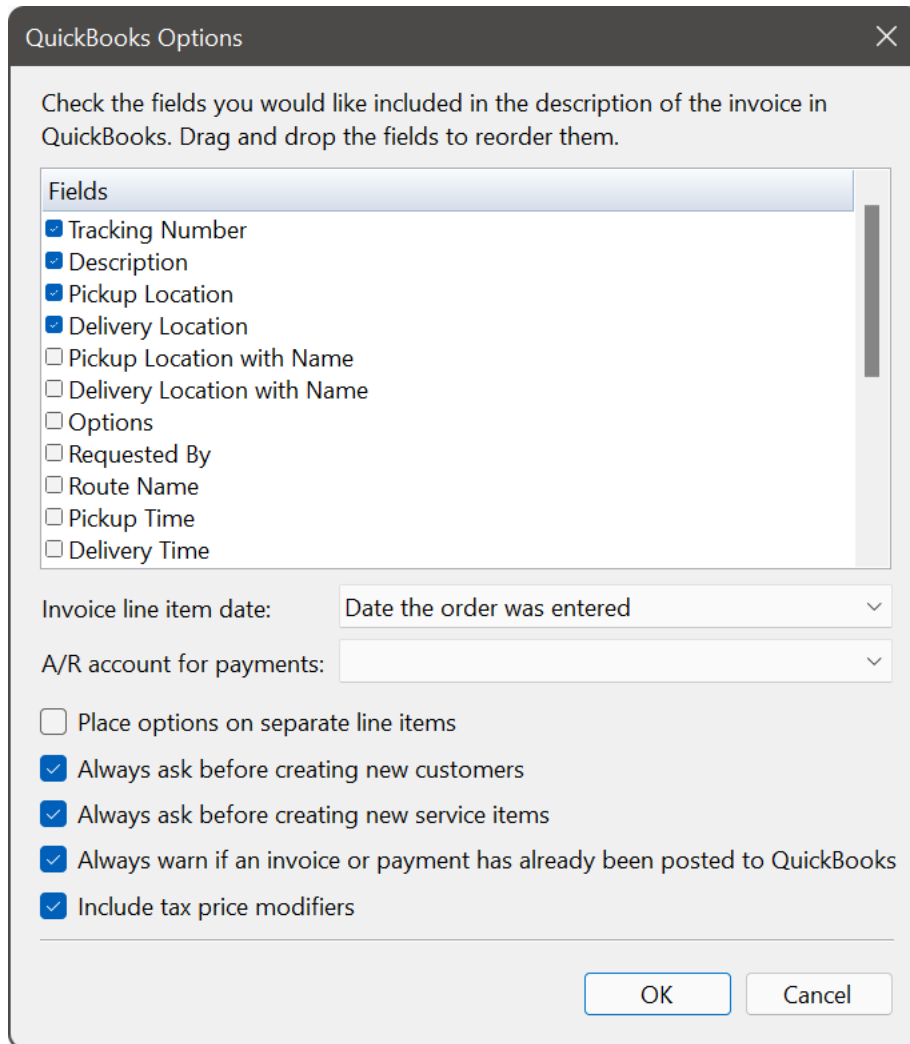 QuickBooks Options
Check the fields you would like included in the description of the invoice in
QuickBooks. Drag and drop the fields to reorder them.
Fields
Tracking Number
Description
Pickup Location
Delivery Location
Pickup Location with Name
Delivery Location with Name
Options
Requested By
Route Name
Pickup Time
Delivery Time
Invoice line item date: Date the order was entered
A/R account for payments:
Place options on separate line items
Always ask before creating new customers
Always ask before creating new service items
Always warn if an invoice or payment has already been posted to QuickBooks
Include tax price modifiers
OK Cancel